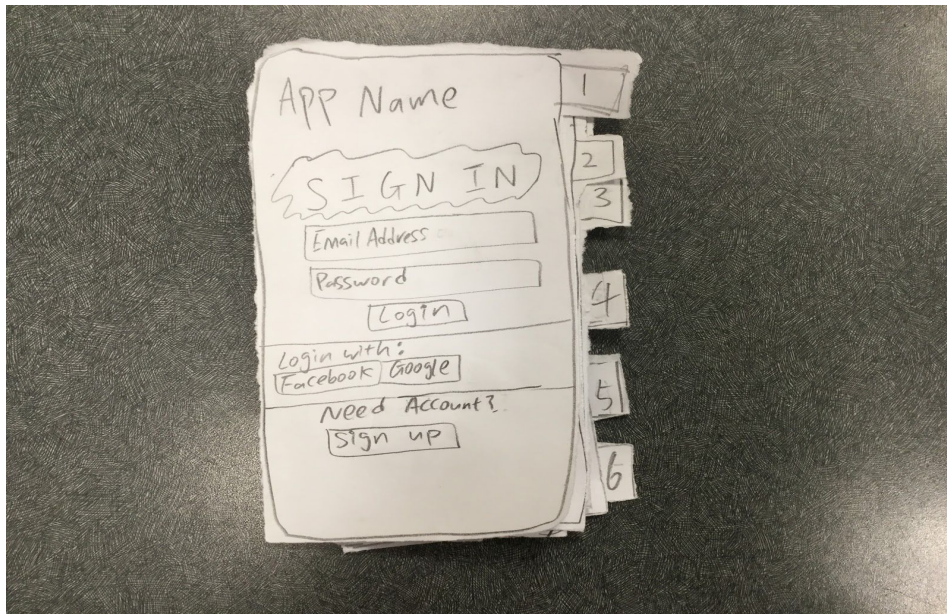 App Name
SIGN IN
Email Address
Password
Login
Login with:
Facebook Google
Need Account?
Sign up
1
2
3
4
5
6